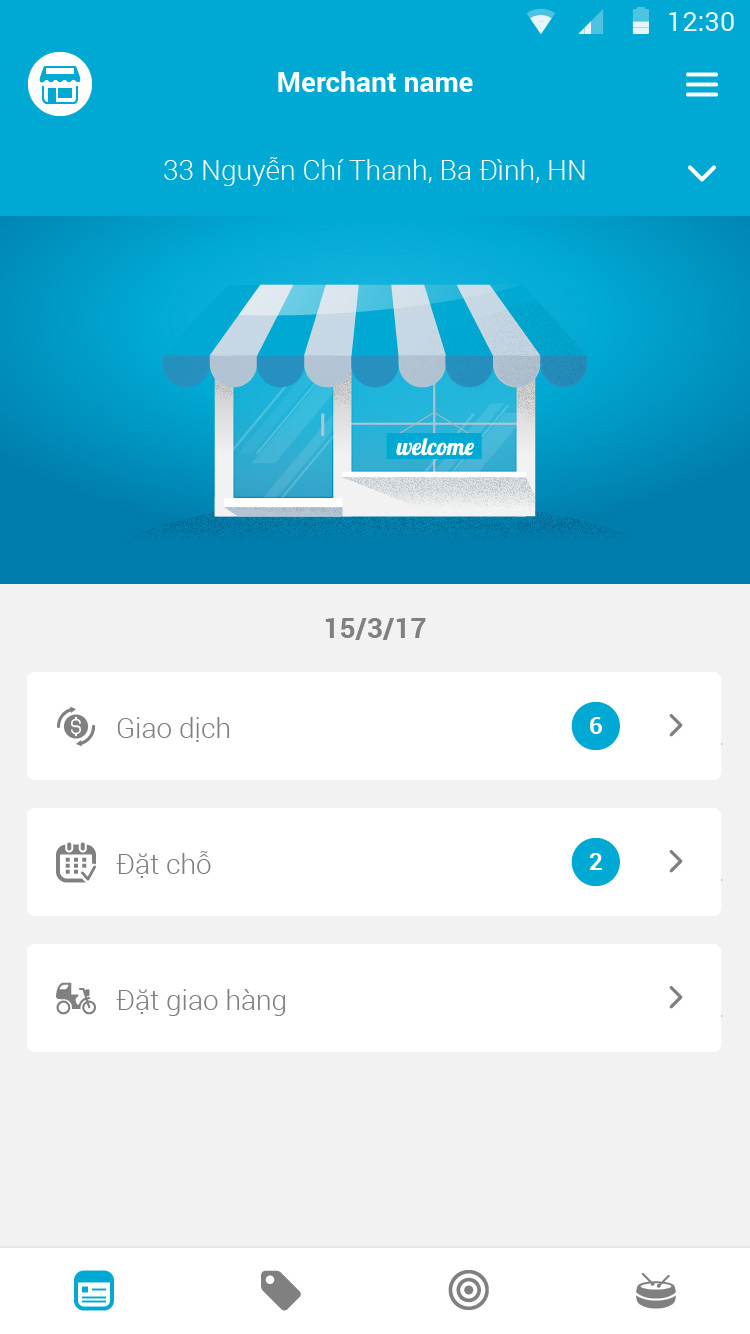 12:30
Merchant name
33 Nguyễn Chí Thanh, Ba Đình, HN
welcome
15/3/17
Giao dịch 6
Đặt chỗ 2
Đặt giao hàng